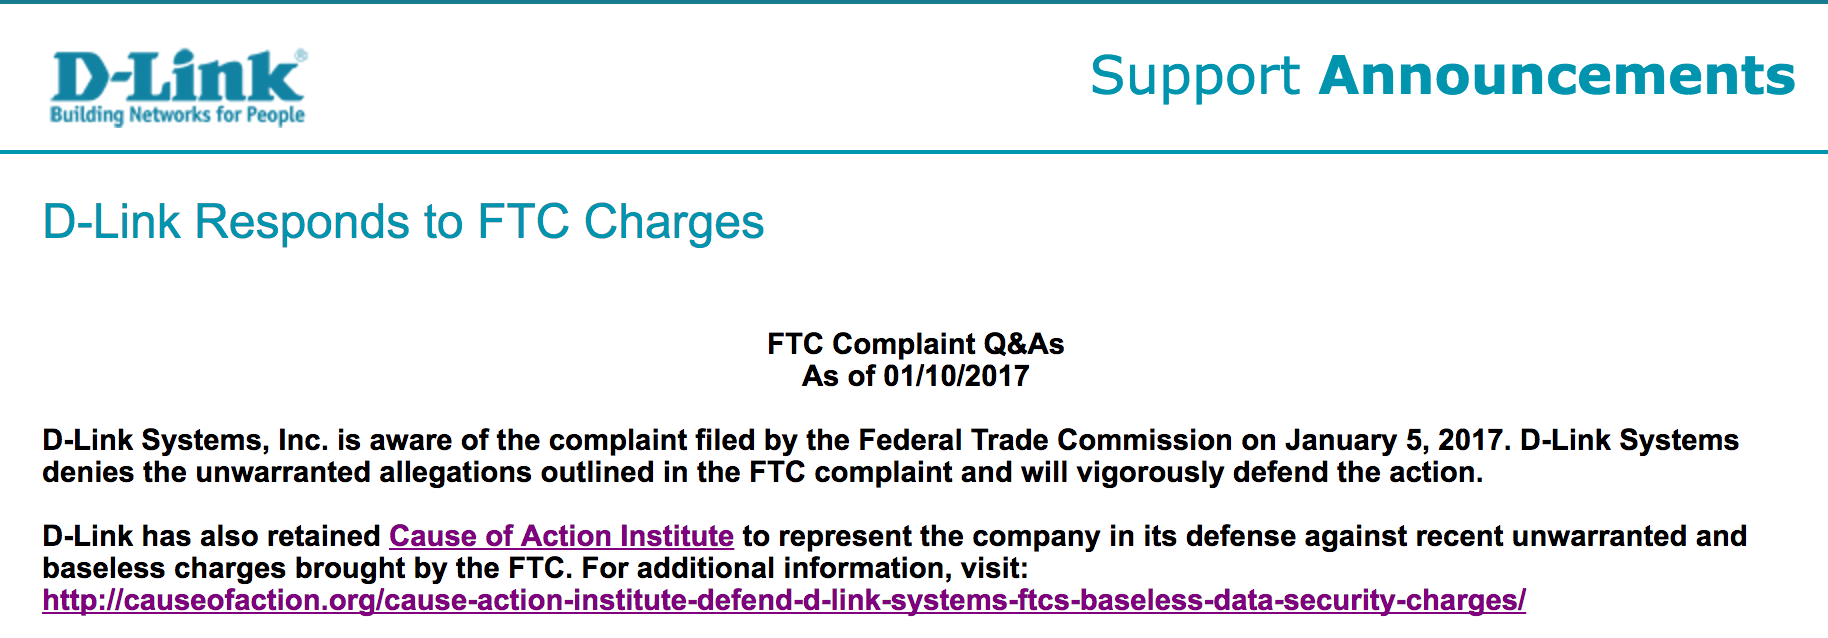 D-Link®
Building Networks for People
Support Announcements
D-Link Responds to FTC Charges
FTC Complaint Q&As
As of 01/10/2017
D-Link Systems, Inc. is aware of the complaint filed by the Federal Trade Commission on January 5, 2017. D-Link Systems
denies the unwarranted allegations outlined in the FTC complaint and will vigorously defend the action.
D-Link has also retained Cause of Action Institute to represent the company in its defense against recent unwarranted and
baseless charges brought by the FTC. For additional information, visit:
http://causeofaction.org/cause-action-institute-defend-d-link-systems-ftcs-baseless-data-security-charges/